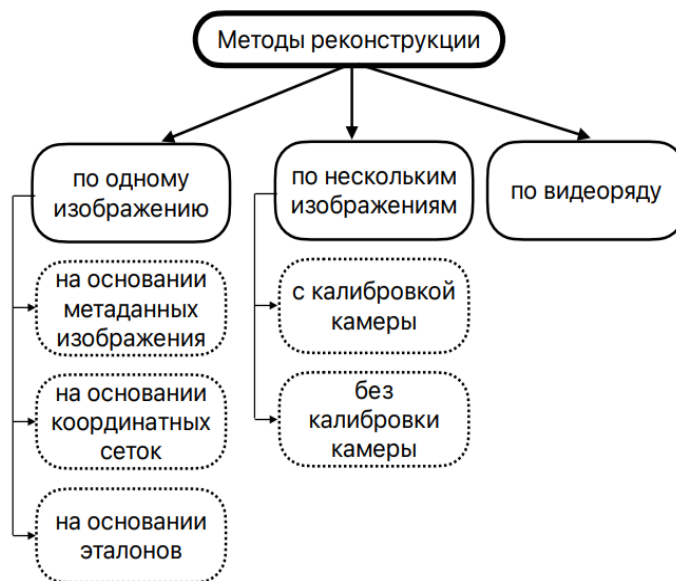 Методы реконструкции
по одному
изображению
на основании
метаданных
изображения
на основании
координатных
сеток
на основании
эталонов
по нескольким
изображениям
с калибровкой
камеры
без
калибровки
камеры
по видеоряду